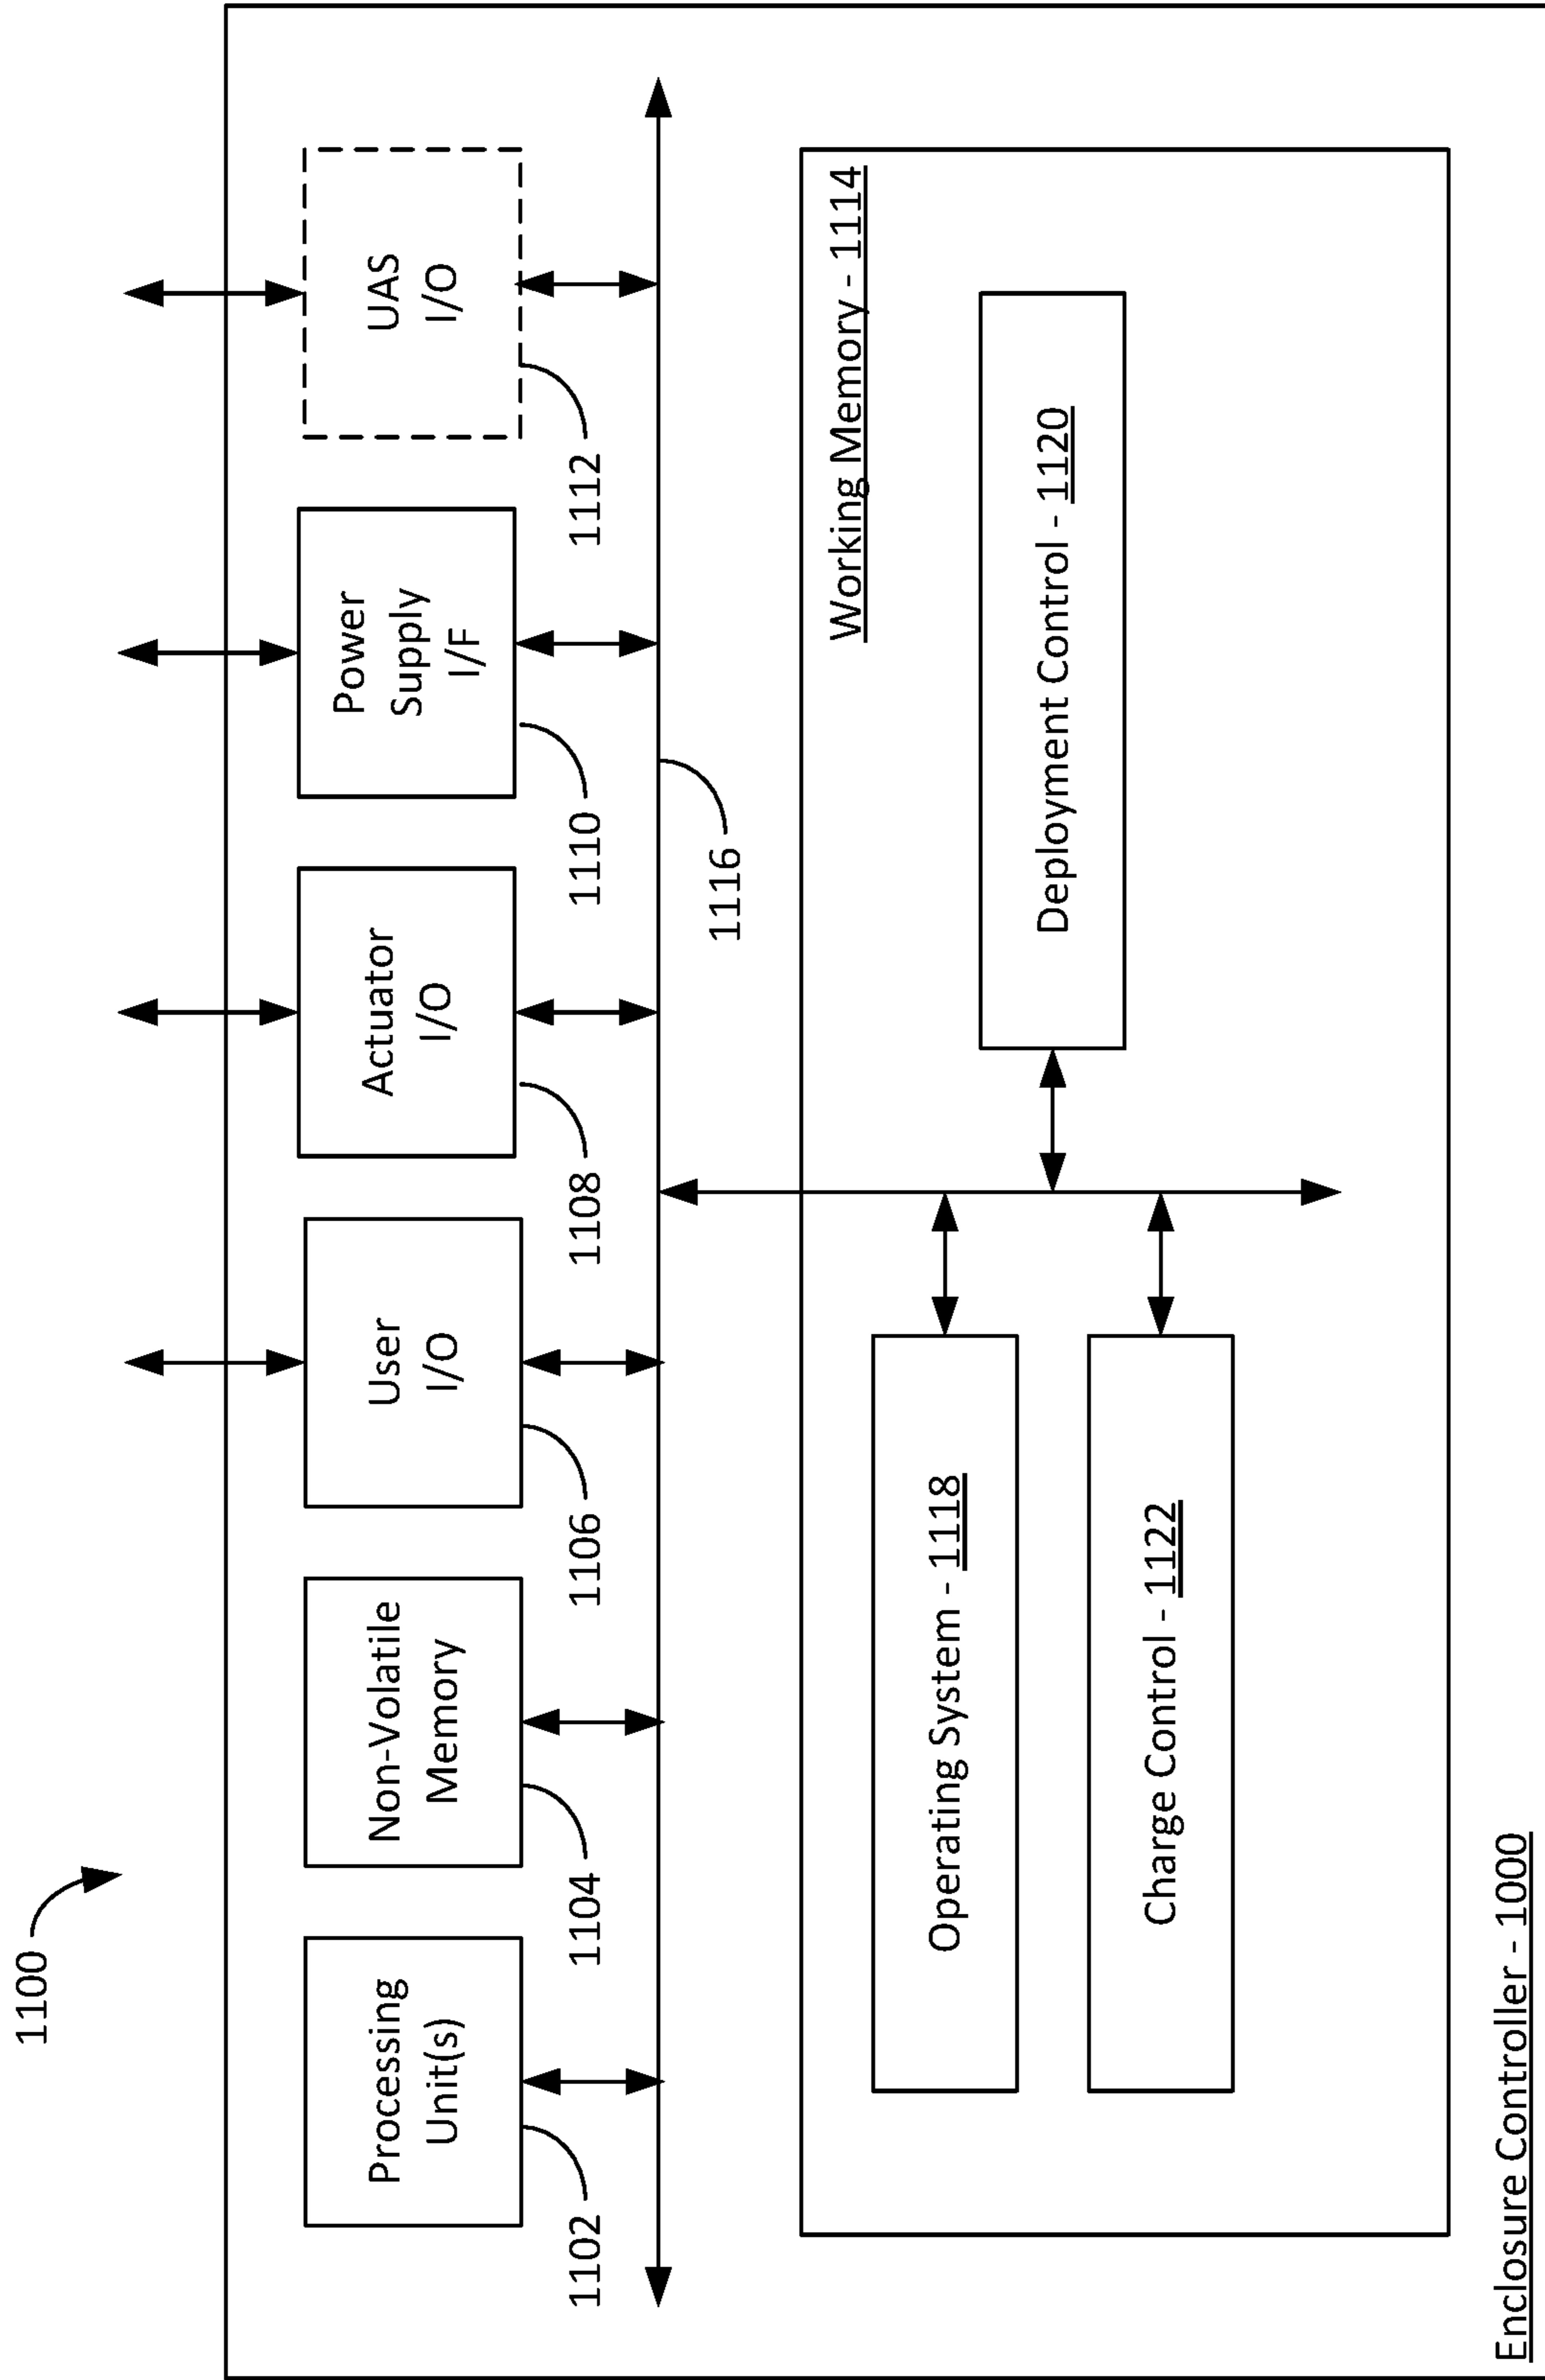 1100
Processing
Unit(s)
Non-Volatile
Memory
User
I/O
Actuator
I/O
Power
Supply
I/F
UAS
I/O
1102
1104
1106
1108
1110
1112
1116
Working Memory - 1114
Operating System - 1118
Deployment Control - 1120
Charge Control - 1122
Enclosure Controller - 1000